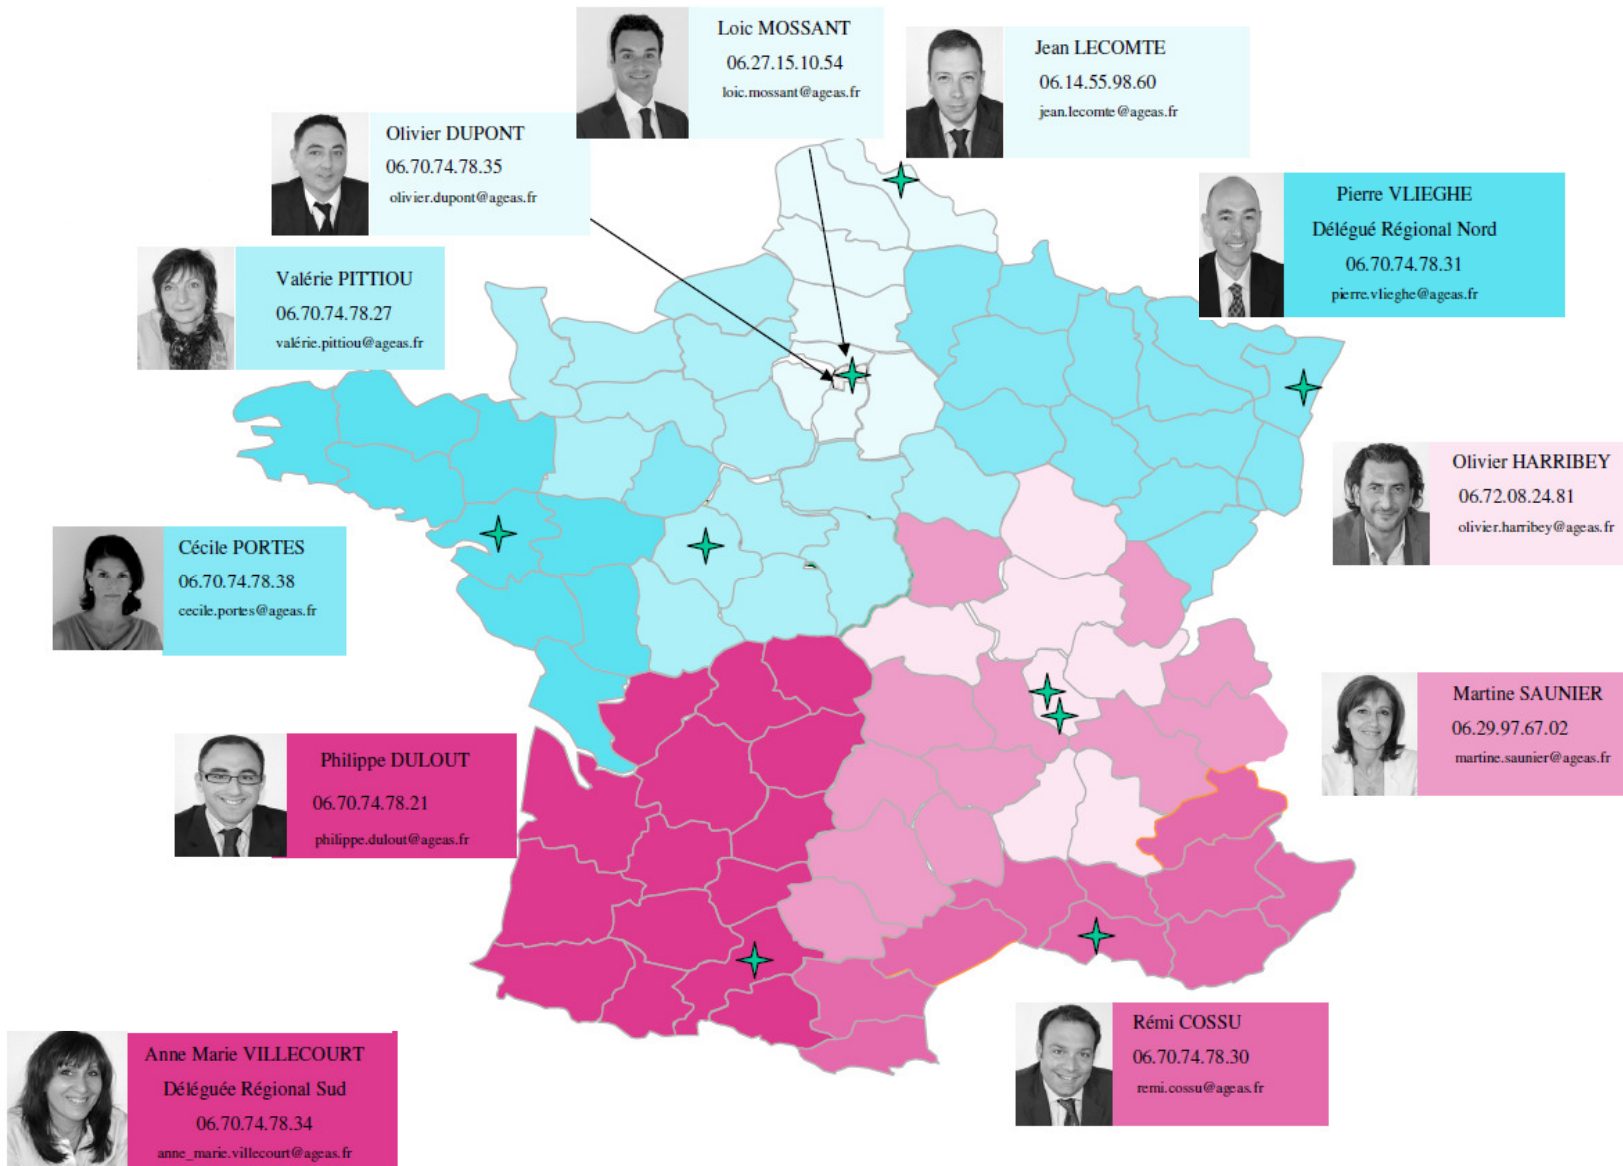 Loic MOSSANT
06.27.15.10.54
loic.mossant@ageas.fr
Jean LECOMTE
06.14.55.98.60
jean.lecomte@ageas.fr
Olivier DUPONT
06.70.74.78.35
olivier.dupont@ageas.fr
Pierre VLIEGHE
Délégué Régional Nord
06.70.74.78.31
pierre.vlieghe@ageas.fr
Valérie PITTIOU
06.70.74.78.27
valérie.pittiou@ageas.fr
Olivier HARRIBEY
06.72.08.24.81
olivier.harribey@ageas.fr
Cécile PORTES
06.70.74.78.38
cecile.portes@ageas.fr
Martine SAUNIER
06.29.97.67.02
martine.saunier@ageas.fr
Philippe DULOUT
06.70.74.78.21
philippe.dulout@ageas.fr
Rémi COSSU
06.70.74.78.30
remi.cossu@ageas.fr
Anne Marie VILLECOURT
Déléguée Régional Sud
06.70.74.78.34
anne_marie.villecourt@ageas.fr